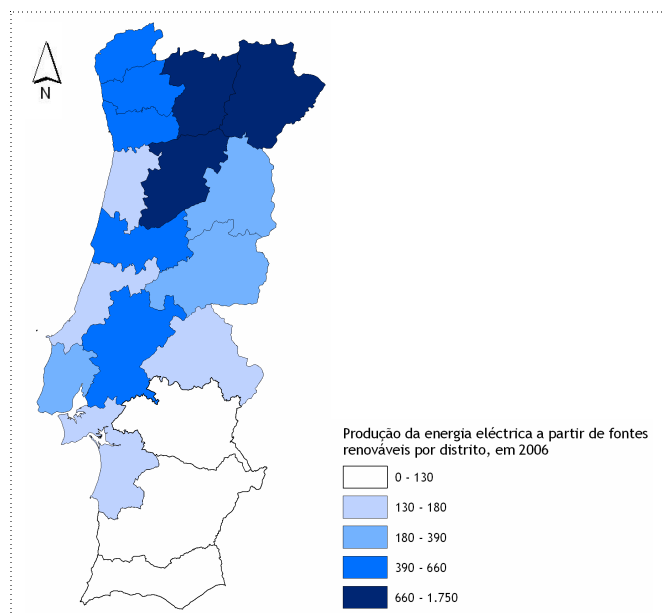 N
Produção da energia eléctrica a partir de fontes
renováveis por distrito, em 2006
0 - 130
130 - 180
180 - 390
390 - 660
660 - 1.750